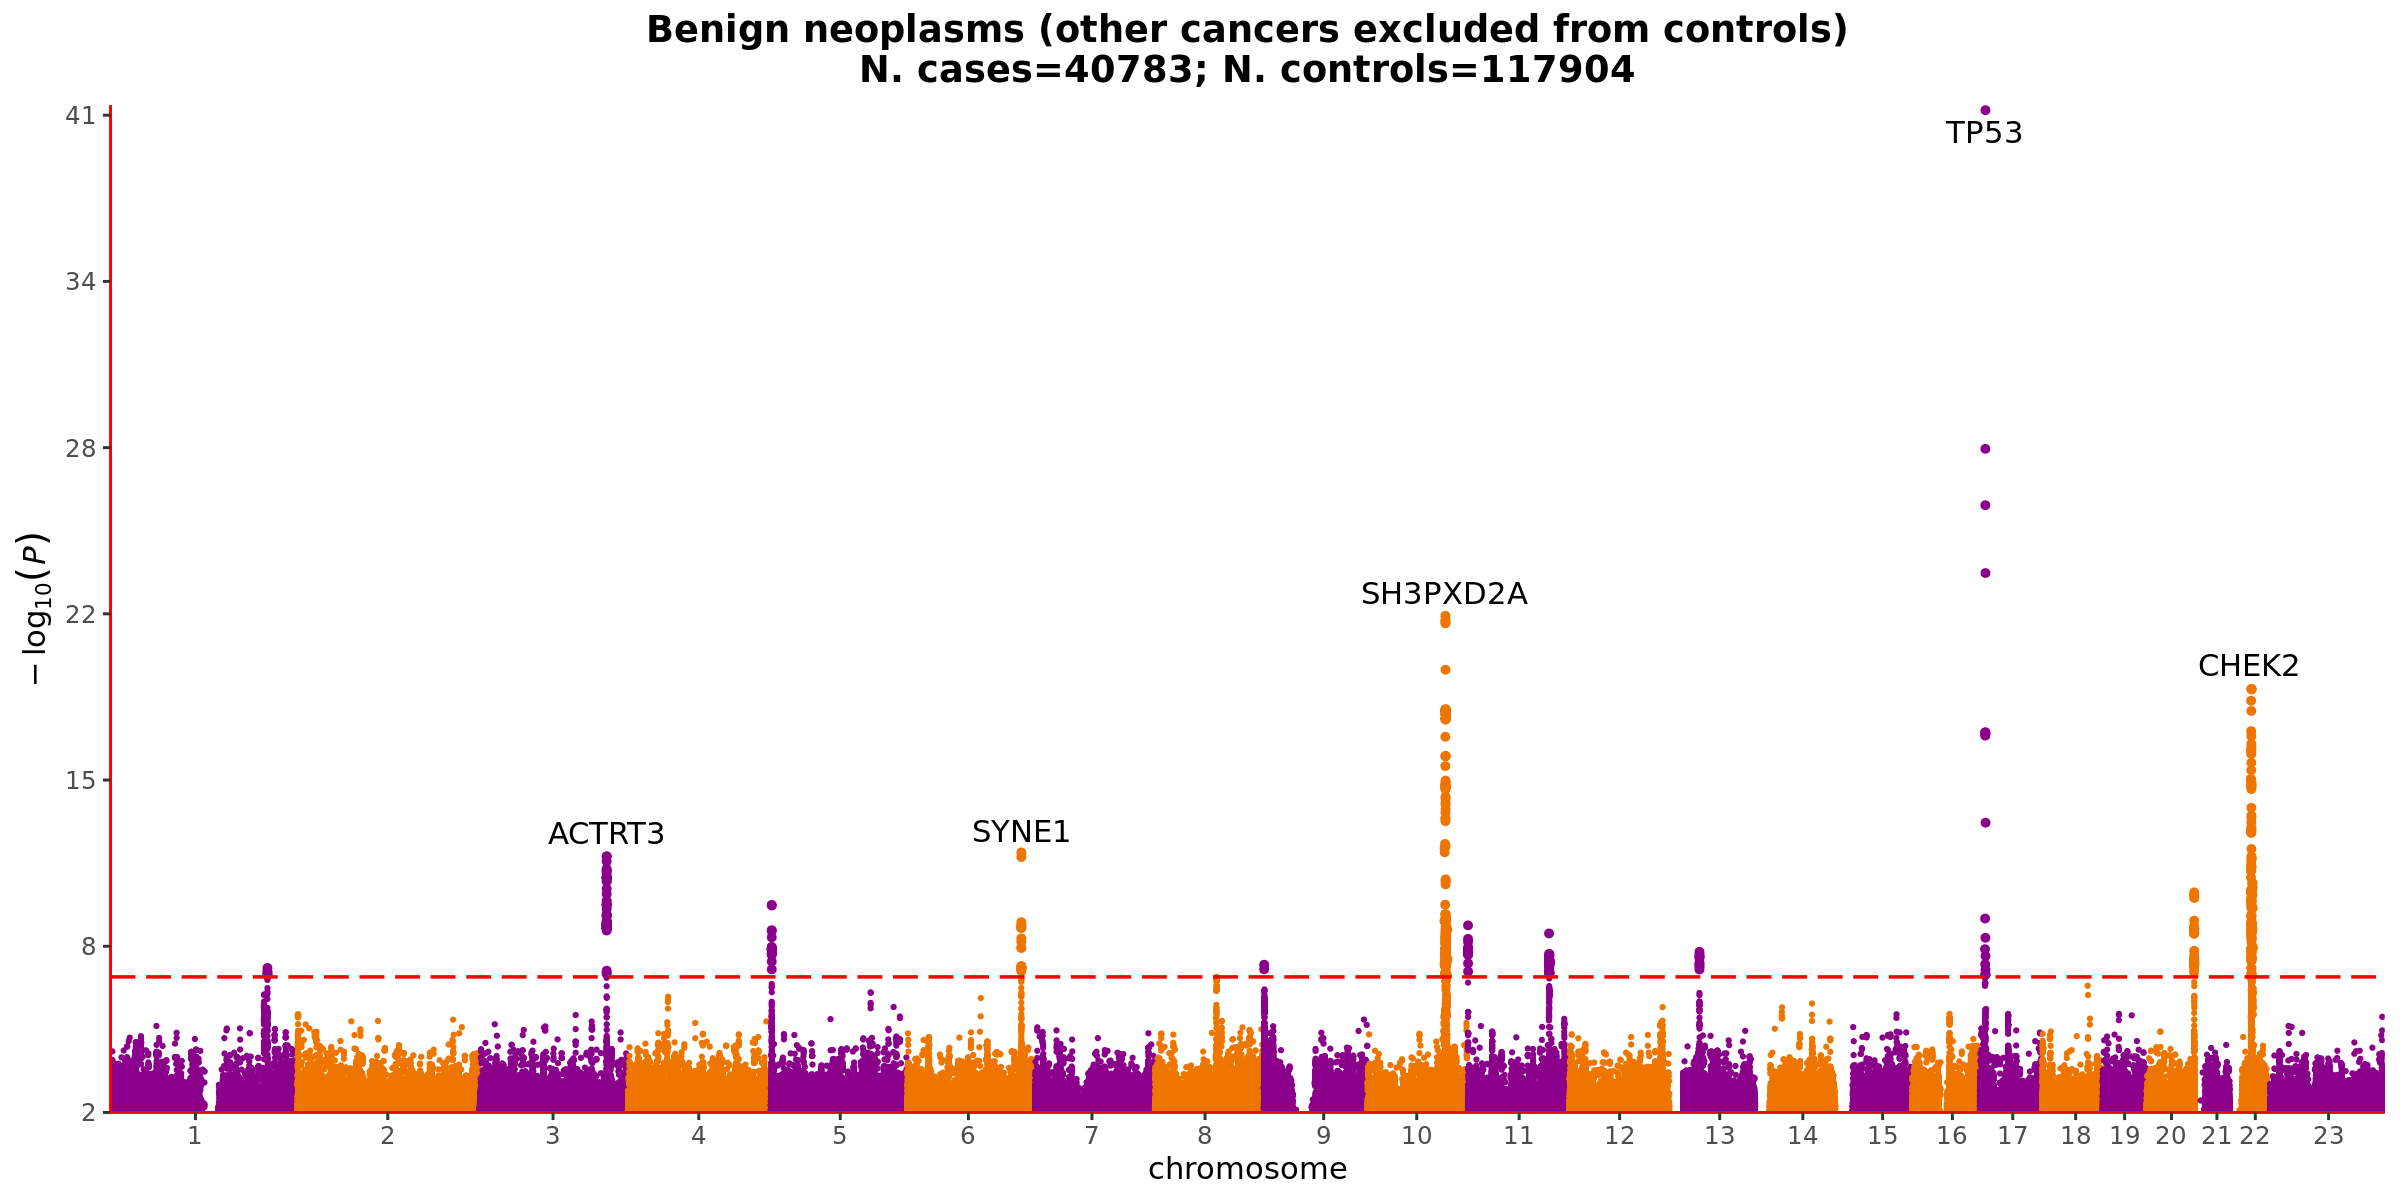 Benign neoplasms (other cancers excluded from controls)
N. cases=40783; N. controls=117904
41
34
28
22
15
8
2
−log10(P)
TP53
SH3PXD2A
CHEK2
ACTRT3
SYNE1
1 2 3 4 5 6 7 8 9 10 11 12 13 14 15 16 17 18 19 20 21 22 23
chromosome